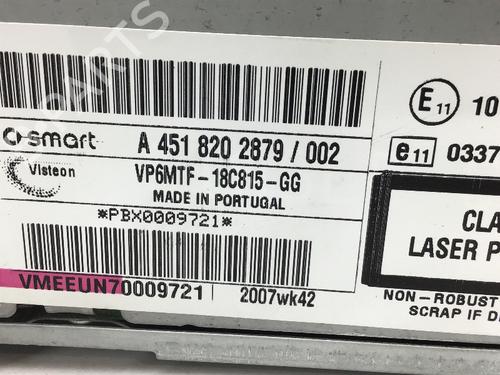 PARTS
smart A 451 820 2879 / 002
Visteon VP6MTF-18C815-GG
MADE IN PORTUGAL
*PBX0009721*
VMEEUN70009721 2007wk42
E11 10
e11 0337
CLA
LASER P
NON-ROBUST
SCRAP IF D